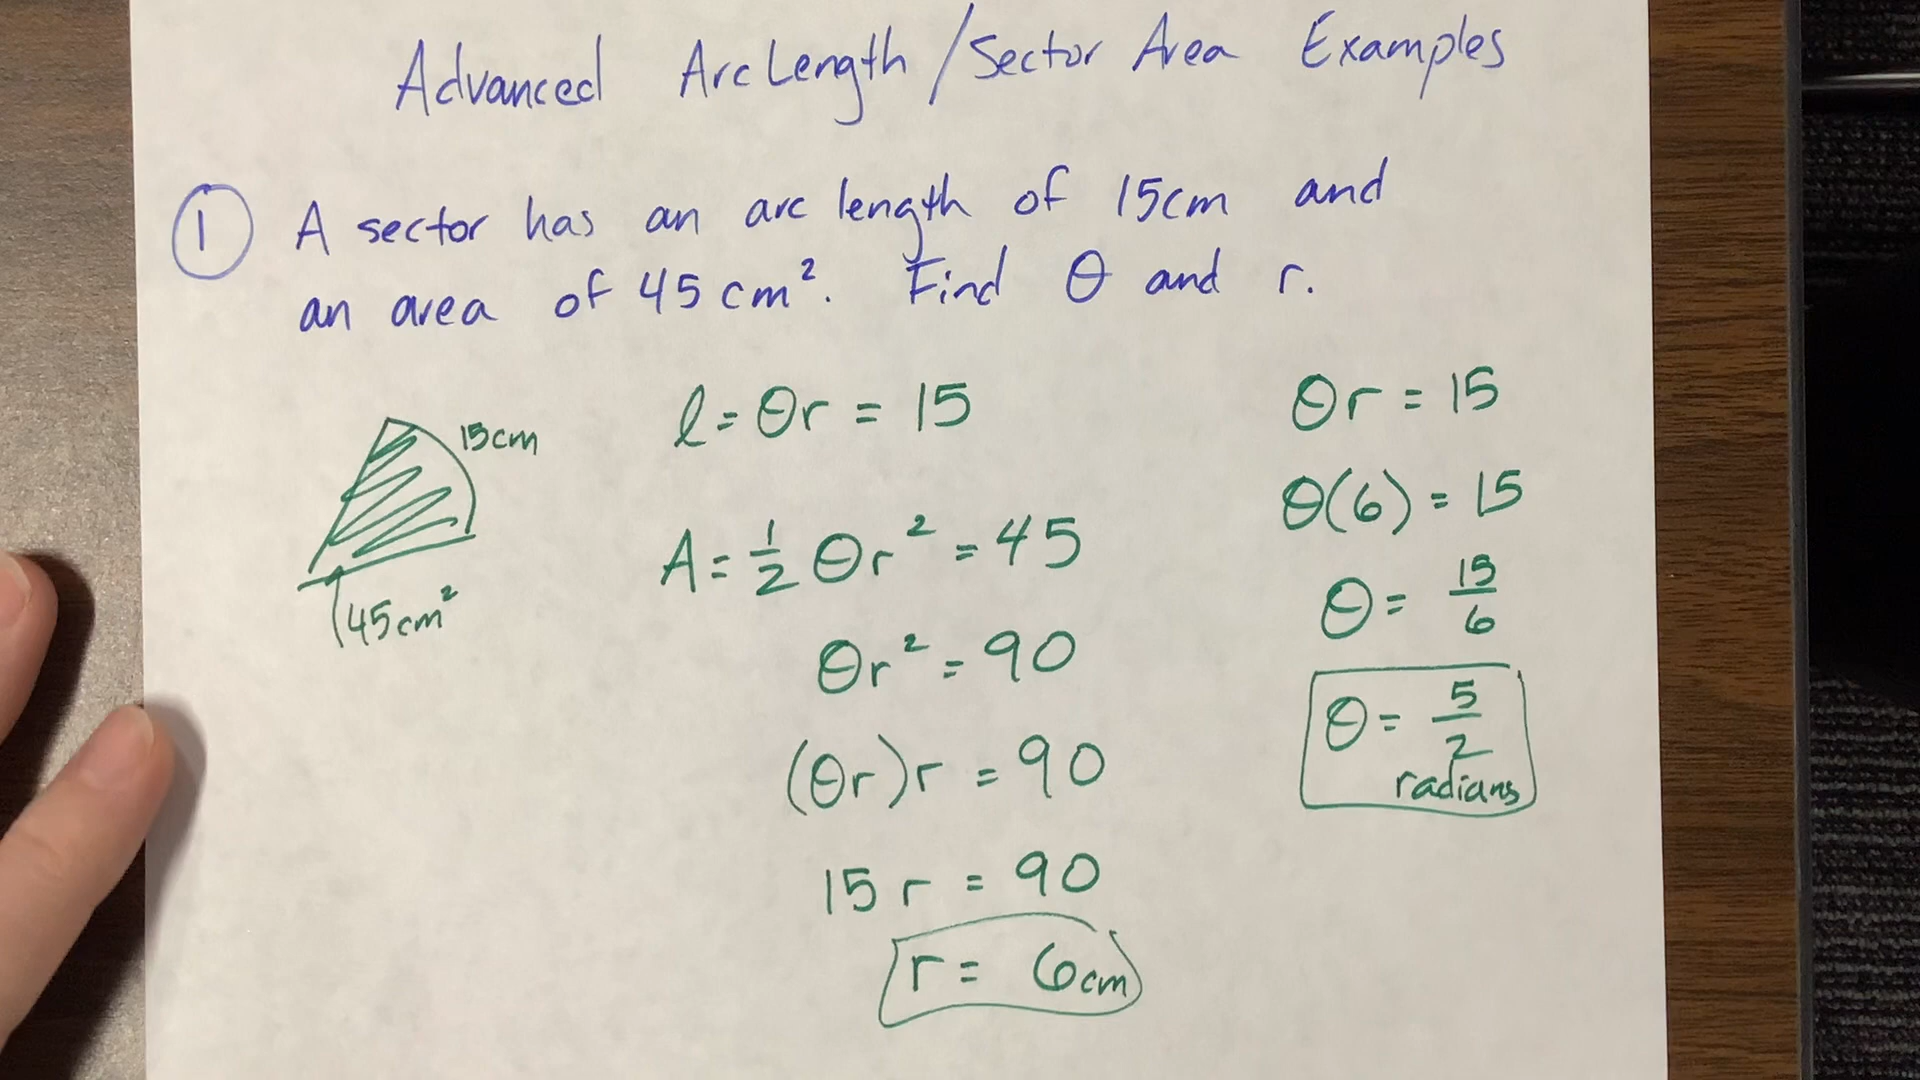 Advanced Arc Length / Sector Area Examples
① A sector has an arc length of 15cm and
an area of 45 cm². Find θ and r.
15cm
45cm²
l = θr = 15
A = 1/2 θr² = 45
θr² = 90
(θr)r = 90
15 r = 90
r = 6cm
θr = 15
θ(6) = 15
θ = 15/6
θ = 5/2
radians